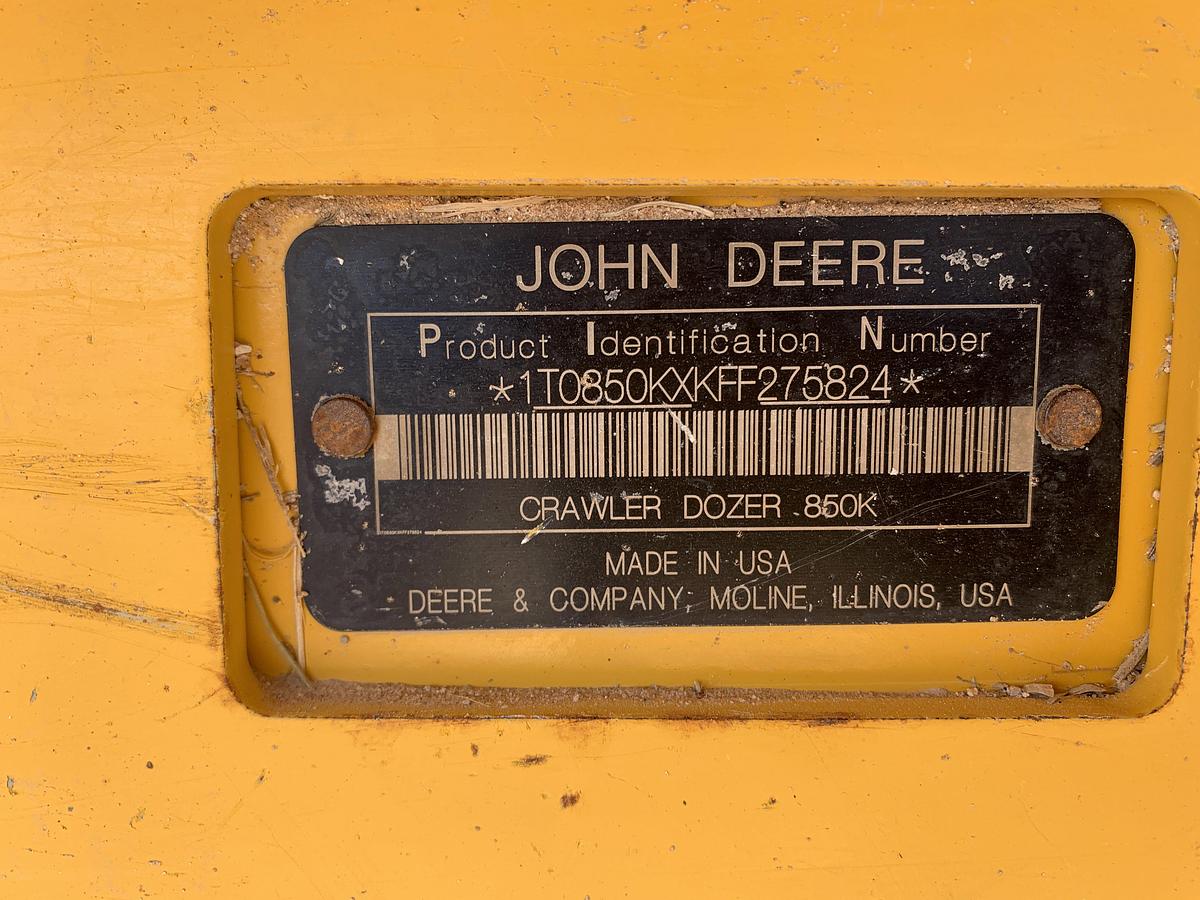 JOHN DEERE
Product Identification Number
*1T0850KXKFF275824*
CRAWLER DOZER 850K
MADE IN USA
DEERE & COMPANY MOLINE, ILLINOIS, USA